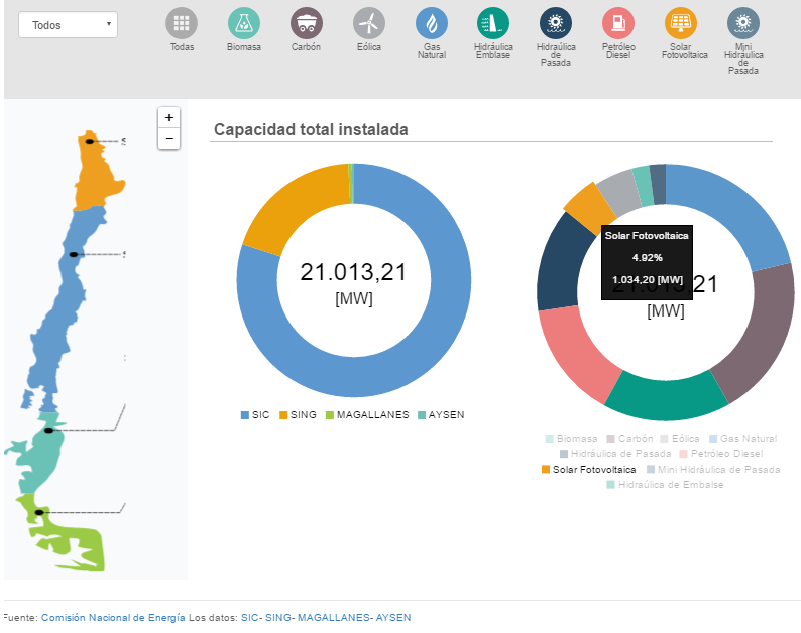 Todos
Todas
Biomasa
Carbón
Eólica
Gas
Natural
Hidráulica
Emblase
Hidraúlica
de
Pasada
Petróleo
Diesel
Solar
Fotovoltaica
Mini
Hidráulica
de
Pasada
+
−
Capacidad total instalada
21.013,21
[MW]
SIC SING MAGALLANES AYSEN
Solar Fotovoltaica
4.92%
1.034,20 [MW]
21.013,21
[MW]
Biomasa Carbón Eólica Gas Natural
Hidráulica de Pasada Petróleo Diesel
Solar Fotovoltaica Mini Hidráulica de Pasada
Hidraúlica de Embalse
Fuente: Comisión Nacional de Energía Los datos: SIC- SING- MAGALLANES- AYSEN